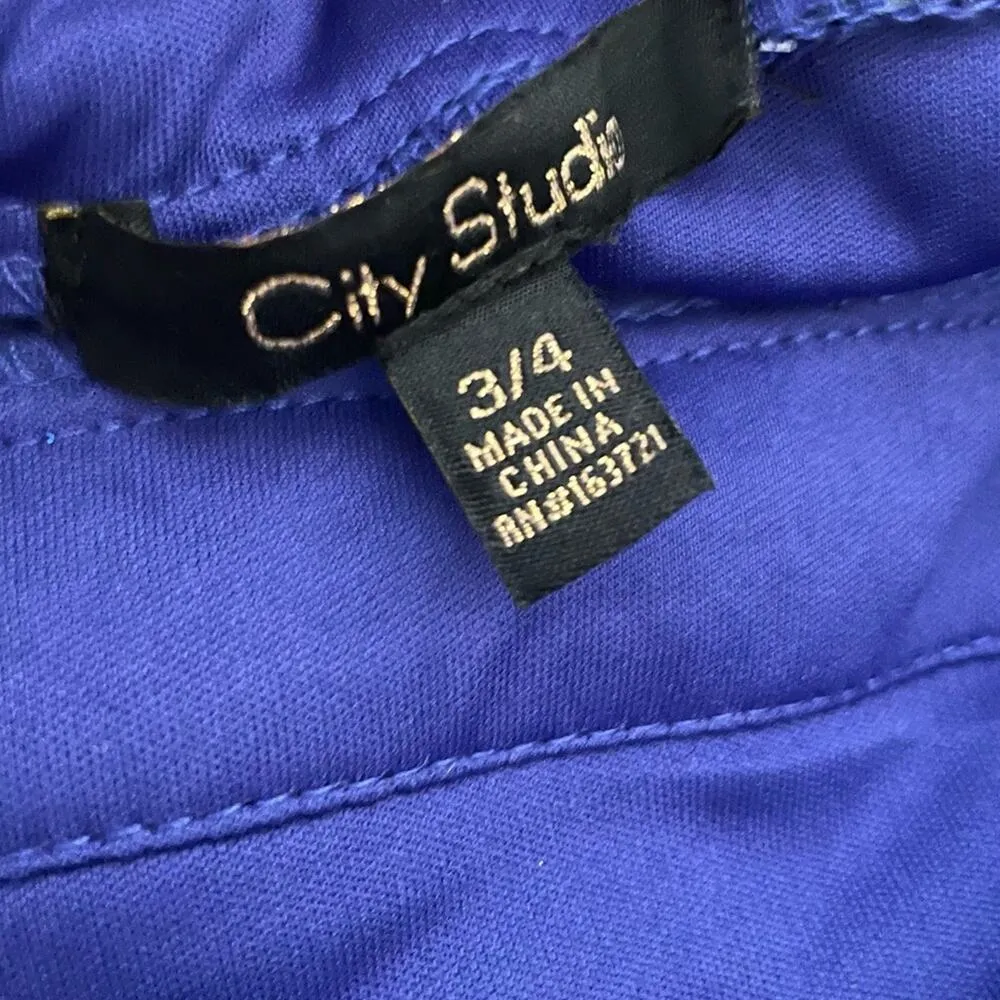 City Studio
3/4
MADE IN
CHINA
RN#163721